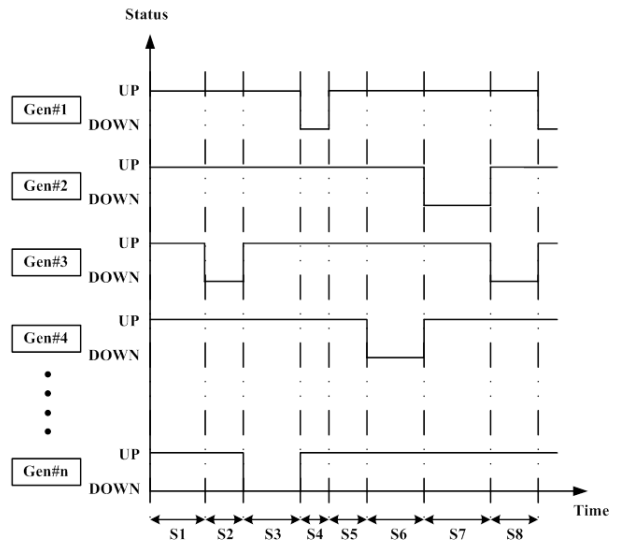 Status
UP
Gen#1
DOWN
UP
Gen#2
DOWN
UP
Gen#3
DOWN
UP
Gen#4
DOWN
UP
Gen#n
DOWN
Time
S1 S2 S3 S4 S5 S6 S7 S8